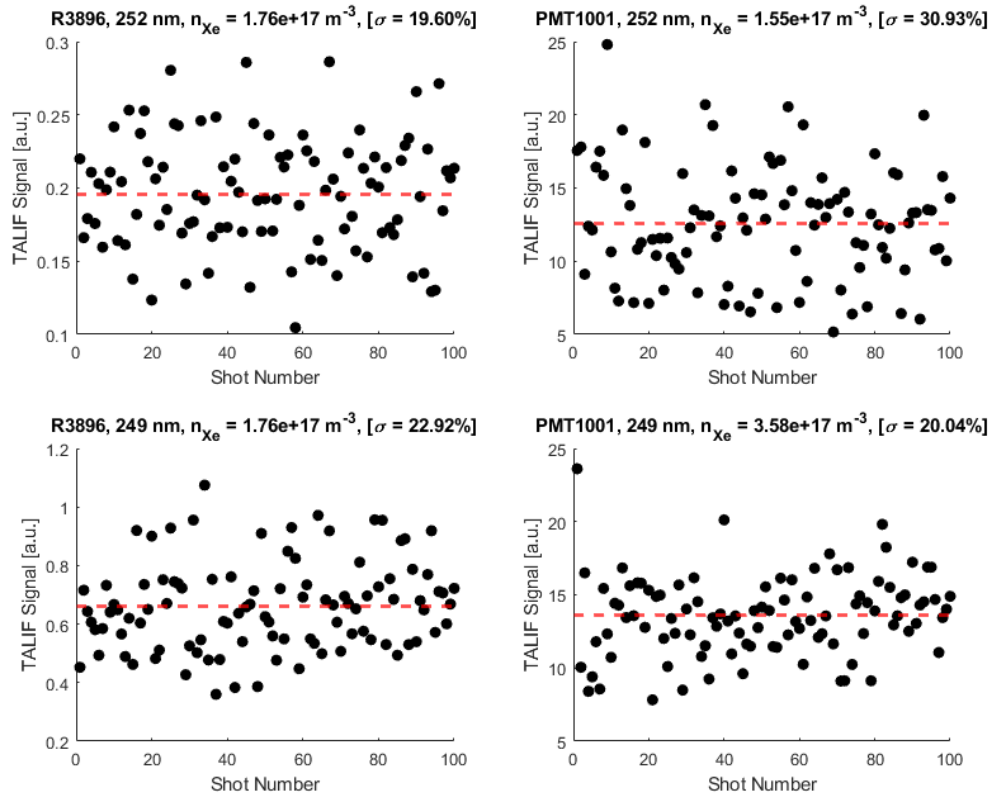 R3896, 252 nm, n_Xe = 1.76e+17 m⁻³, [σ = 19.60%]
0.3
0.25
0.2
0.15
0.1
TALIF Signal [a.u.]
0 20 40 60 80 100
Shot Number
PMT1001, 252 nm, n_Xe = 1.55e+17 m⁻³, [σ = 30.93%]
25
20
15
10
5
TALIF Signal [a.u.]
0 20 40 60 80 100
Shot Number
R3896, 249 nm, n_Xe = 1.76e+17 m⁻³, [σ = 22.92%]
1.2
1
0.8
0.6
0.4
0.2
TALIF Signal [a.u.]
0 20 40 60 80 100
Shot Number
PMT1001, 249 nm, n_Xe = 3.58e+17 m⁻³, [σ = 20.04%]
25
20
15
10
5
TALIF Signal [a.u.]
0 20 40 60 80 100
Shot Number